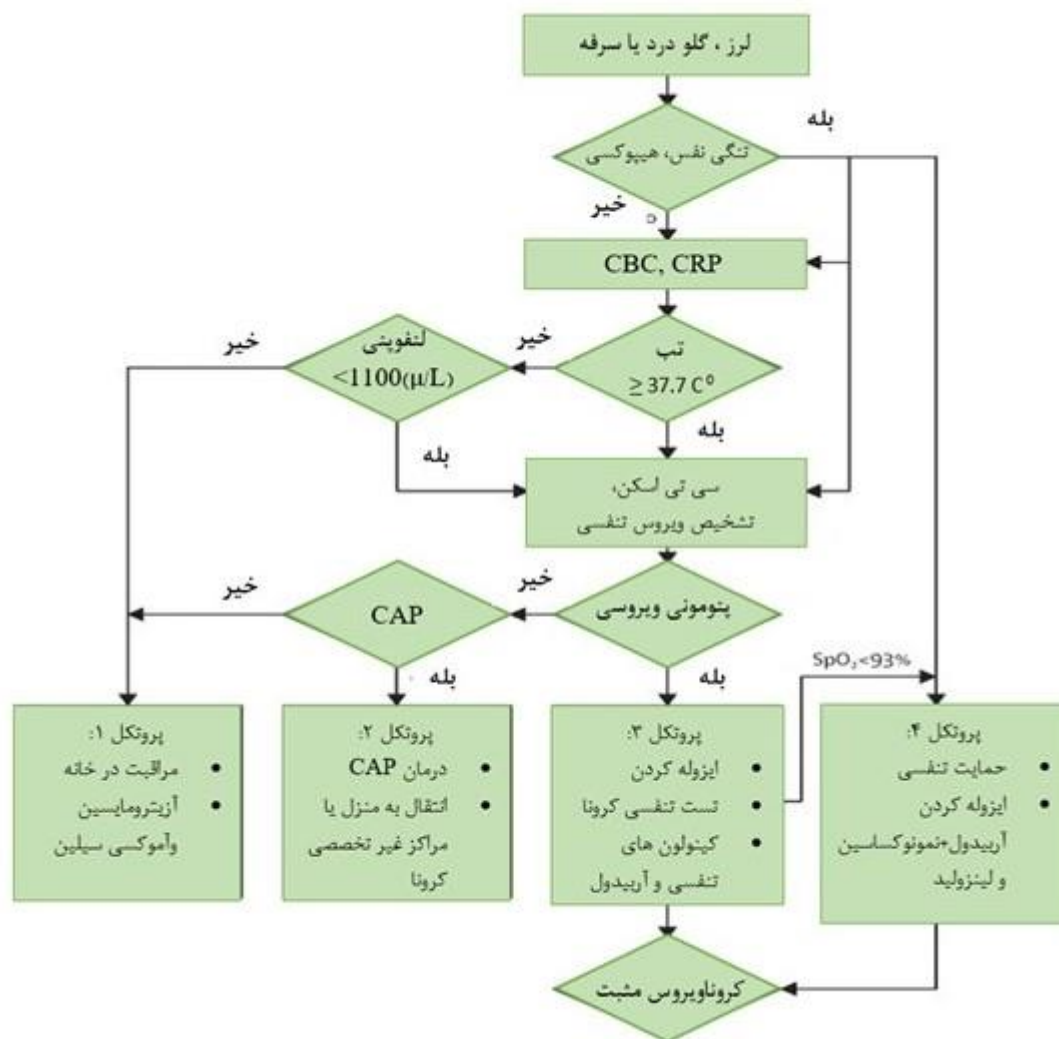 لرز ، گلو درد یا سرفه
بله
تنگی نفس، هیپوکسی
خیر
CBC, CRP
خیر
لنفوپنی
<1100(µ/L)
خیر
تب
≥ 37.7 C⁰
بله
بله
سی تی اسکن،
تشخیص ویروس تنفسی
خیر
CAP
خیر
پنومونی ویروسی
بله
بله
SpO₂<93%
پروتکل ۱:
• مراقبت در خانه
• آزیترومایسین
وآموکسی سیلین
پروتکل ۲:
• درمان CAP
• انتقال به منزل یا
مراکز غیر تخصصی
کرونا
پروتکل ۳:
• ایزوله کردن
• تست تنفسی کرونا
• کینولون های
تنفسی و آربیدول
پروتکل ۴:
• حمایت تنفسی
• ایزوله کردن
آربیدول+نمونوکساسین
و لینزولید
کروناویروس مثبت